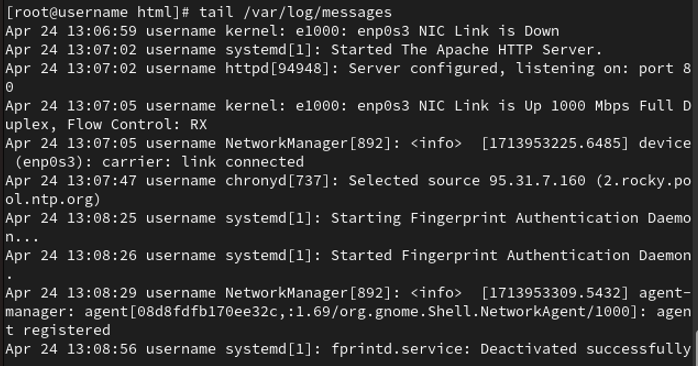 [root@username html]# tail /var/log/messages
Apr 24 13:06:59 username kernel: e1000: enp0s3 NIC Link is Down
Apr 24 13:07:02 username systemd[1]: Started The Apache HTTP Server.
Apr 24 13:07:02 username httpd[94948]: Server configured, listening on: port 8
0
Apr 24 13:07:05 username kernel: e1000: enp0s3 NIC Link is Up 1000 Mbps Full D
uplex, Flow Control: RX
Apr 24 13:07:05 username NetworkManager[892]: <info>  [1713953225.6485] device
 (enp0s3): carrier: link connected
Apr 24 13:07:47 username chronyd[737]: Selected source 95.31.7.160 (2.rocky.po
ol.ntp.org)
Apr 24 13:08:25 username systemd[1]: Starting Fingerprint Authentication Daemo
n...
Apr 24 13:08:26 username systemd[1]: Started Fingerprint Authentication Daemon
.
Apr 24 13:08:29 username NetworkManager[892]: <info>  [1713953309.5432] agent-
manager: agent[08d8fdfb170ee32c,:1.69/org.gnome.Shell.NetworkAgent/1000]: agen
t registered
Apr 24 13:08:56 username systemd[1]: fprintd.service: Deactivated successfully